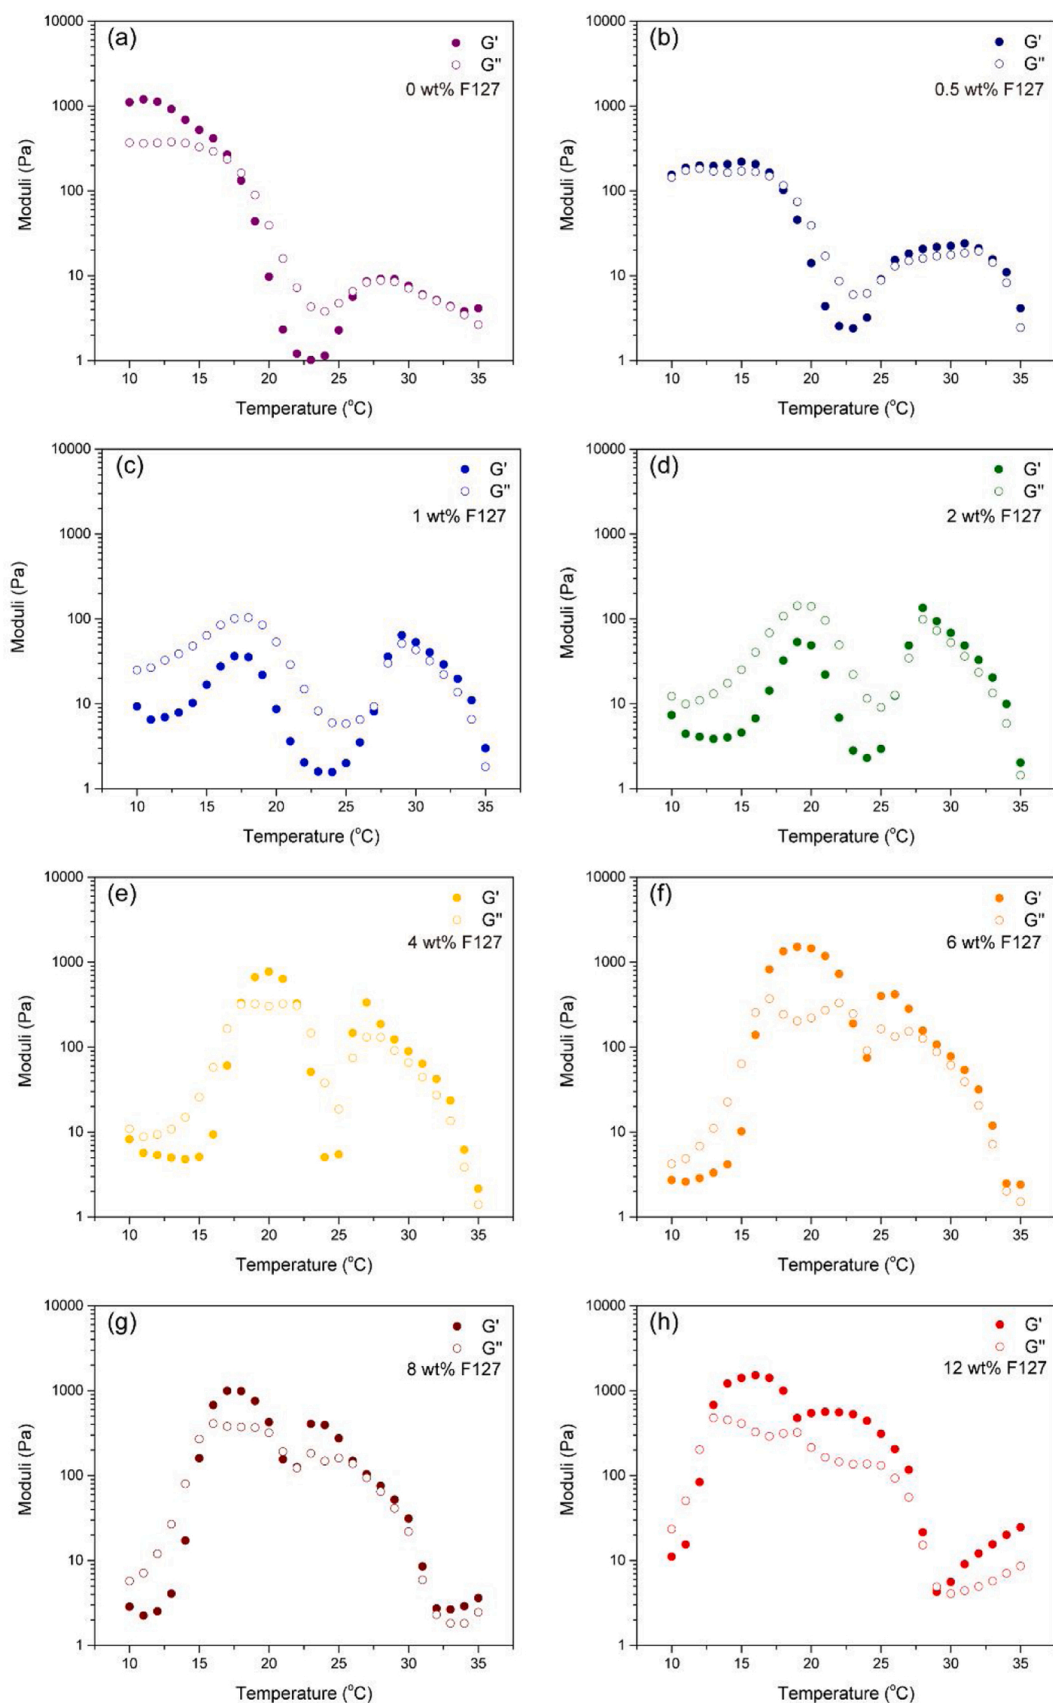 (a)
G'
G"
0 wt% F127
10000
1000
100
10
1
Moduli (Pa)
10 15 20 25 30 35
Temperature (°C)
(b)
G'
G"
0.5 wt% F127
10000
1000
100
10
1
Moduli (Pa)
10 15 20 25 30 35
Temperature (°C)
(c)
G'
G"
1 wt% F127
10000
1000
100
10
1
Moduli (Pa)
10 15 20 25 30 35
Temperature (°C)
(d)
G'
G"
2 wt% F127
10000
1000
100
10
1
Moduli (Pa)
10 15 20 25 30 35
Temperature (°C)
(e)
G'
G"
4 wt% F127
10000
1000
100
10
1
Moduli (Pa)
10 15 20 25 30 35
Temperature (°C)
(f)
G'
G"
6 wt% F127
10000
1000
100
10
1
Moduli (Pa)
10 15 20 25 30 35
Temperature (°C)
(g)
G'
G"
8 wt% F127
10000
1000
100
10
1
Moduli (Pa)
10 15 20 25 30 35
Temperature (°C)
(h)
G'
G"
12 wt% F127
10000
1000
100
10
1
Moduli (Pa)
10 15 20 25 30 35
Temperature (°C)